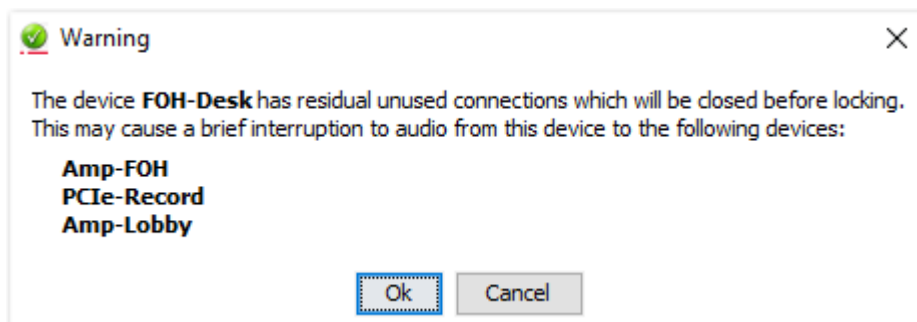 Warning
The device FOH-Desk has residual unused connections which will be closed before locking.
This may cause a brief interruption to audio from this device to the following devices:
Amp-FOH
PCIe-Record
Amp-Lobby
Ok Cancel